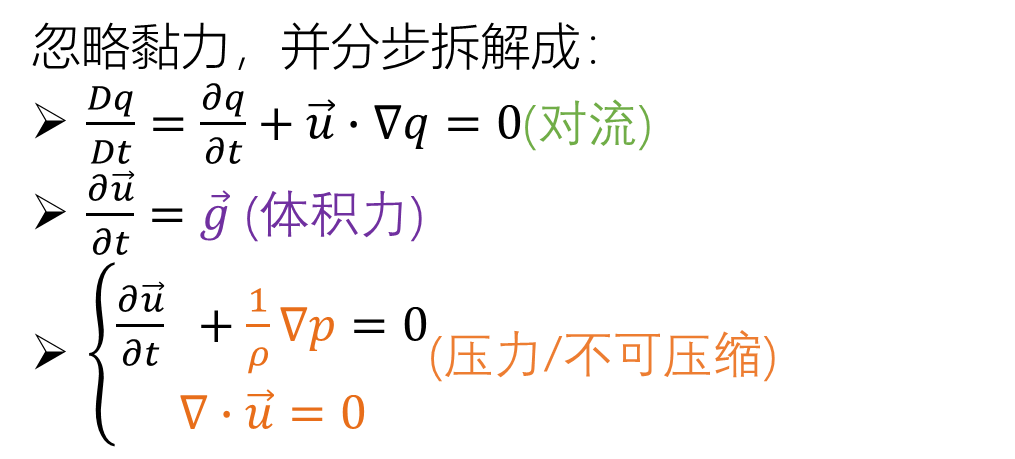 忽略黏力，并分步拆解成：
➢ Dq/Dt = ∂q/∂t + u⃗ · ∇q = 0(对流)
➢ ∂u⃗/∂t = g⃗ (体积力)
➢ { ∂u⃗/∂t + 1/ρ ∇p = 0
∇ · u⃗ = 0 (压力/不可压缩)